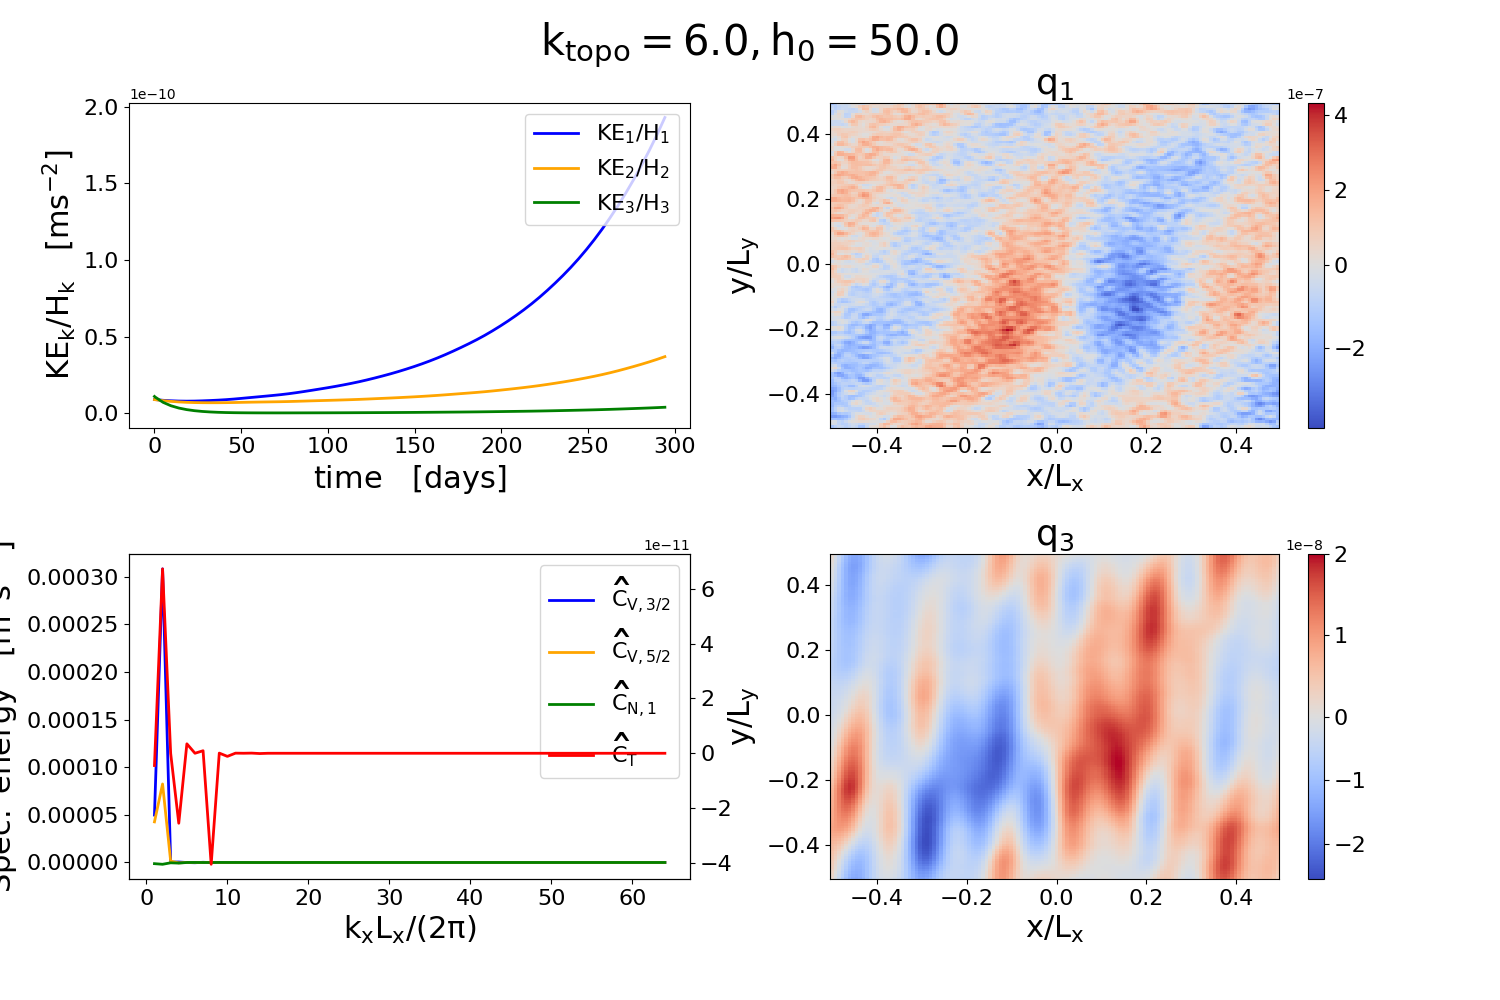 k_topo = 6.0, h_0 = 50.0
1e−10
2.0
1.5
1.0
0.5
0.0
KE_k/H_k [ms^−2]
KE_1/H_1
KE_2/H_2
KE_3/H_3
0 50 100 150 200 250 300
time [days]
q_1
1e−7
0.4
0.2
0.0
−0.2
−0.4
y/L_y
4
2
0
−2
−0.4 −0.2 0.0 0.2 0.4
x/L_x
1e−11
0.00030
0.00025
0.00020
0.00015
0.00010
0.00005
0.00000
Spec. energy
Ĉ_V, 3/2
Ĉ_V, 5/2
Ĉ_N, 1
Ĉ_T
6
4
2
0
−2
−4
0 10 20 30 40 50 60
k_xL_x/(2π)
q_3
1e−8
0.4
0.2
0.0
−0.2
−0.4
y/L_y
2
1
0
−1
−2
−0.4 −0.2 0.0 0.2 0.4
x/L_x